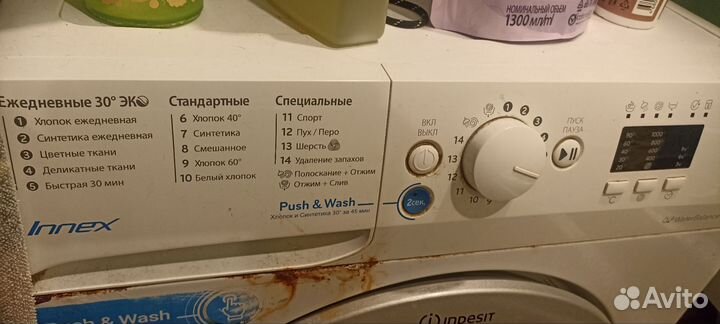 НОМИНАЛЬНЫЙ ОБЪЕМ
1300 мл/ml
Ежедневные 30° ЭКО
1 Хлопок ежедневная
2 Синтетика ежедневная
3 Цветные ткани
4 Деликатные ткани
5 Быстрая 30 мин
Стандартные
6 Хлопок 40°
7 Синтетика
8 Смешанное
9 Хлопок 60°
10 Белый хлопок
Специальные
11 Спорт
12 Пух / Перо
13 Шерсть
14 Удаление запахов
Полоскание + Отжим
Отжим + Слив
Push & Wash
Хлопок и Синтетика 30° за 45 мин
2сек.
ВКЛ
ВЫКЛ
14
13
12
11
10
9
1
2
3
ПУСК
ПАУЗА
90° 1000
60° 800
40° 600
30° 400
20°
Innex
WaterBalance
Push & Wash
INDESIT
Avito